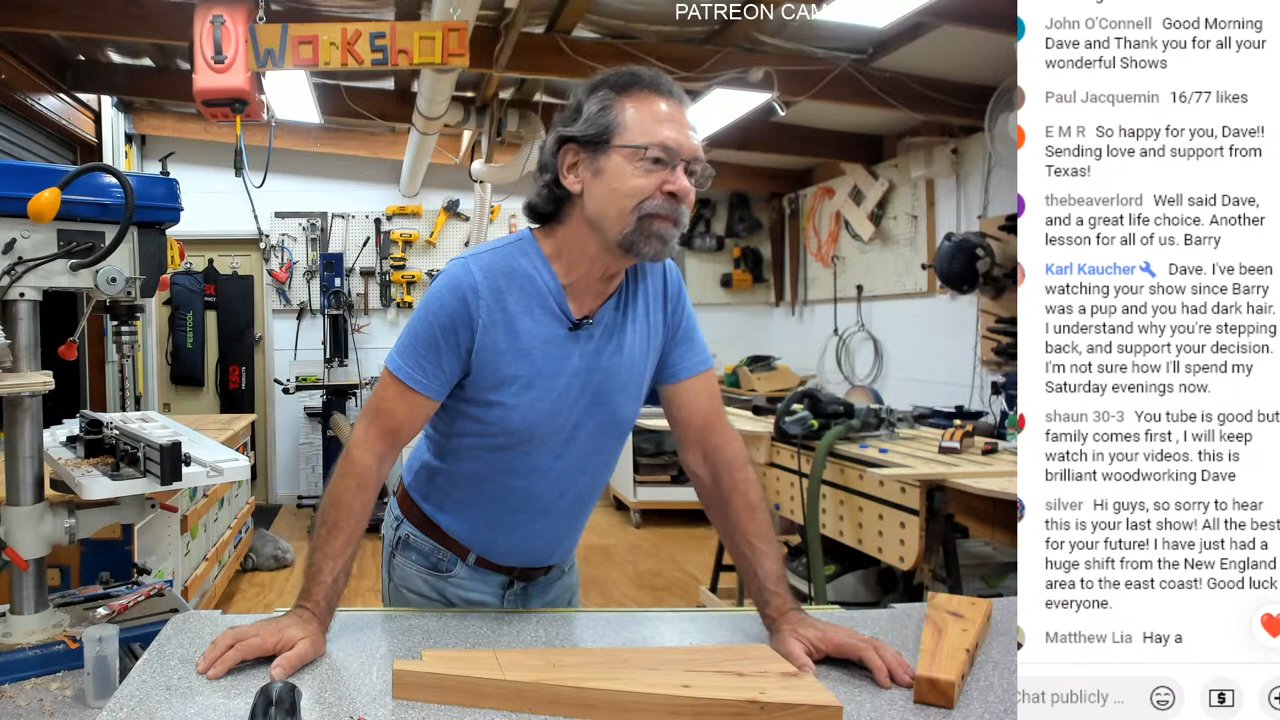 PATREON CAM
WorkShop
FESTOOL
TSO
PRODUCTS
John O'Connell Good Morning
Dave and Thank you for all your
wonderful Shows
Paul Jacquemin 16/77 likes
E M R So happy for you, Dave!!
Sending love and support from
Texas!
thebeaverlord Well said Dave,
and a great life choice. Another
lesson for all of us. Barry
Karl Kaucher Dave. I've been
watching your show since Barry
was a pup and you had dark hair.
I understand why you're stepping
back, and support your decision.
I'm not sure how I'll spend my
Saturday evenings now.
shaun 30-3 You tube is good but
family comes first , I will keep
watch in your videos. this is
brilliant woodworking Dave
silver Hi guys, so sorry to hear
this is your last show! All the best
for your future! I have just had a
huge shift from the New England
area to the east coast! Good luck
everyone.
Matthew Lia Hay a
Chat publicly ...